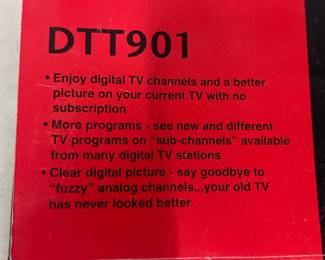 DTT901
• Enjoy digital TV channels and a better
picture on your current TV with no
subscription
• More programs - see new and different
TV programs on "sub-channels" available
from many digital TV stations
• Clear digital picture - say goodbye to
"fuzzy" analog channels...your old TV
has never looked better